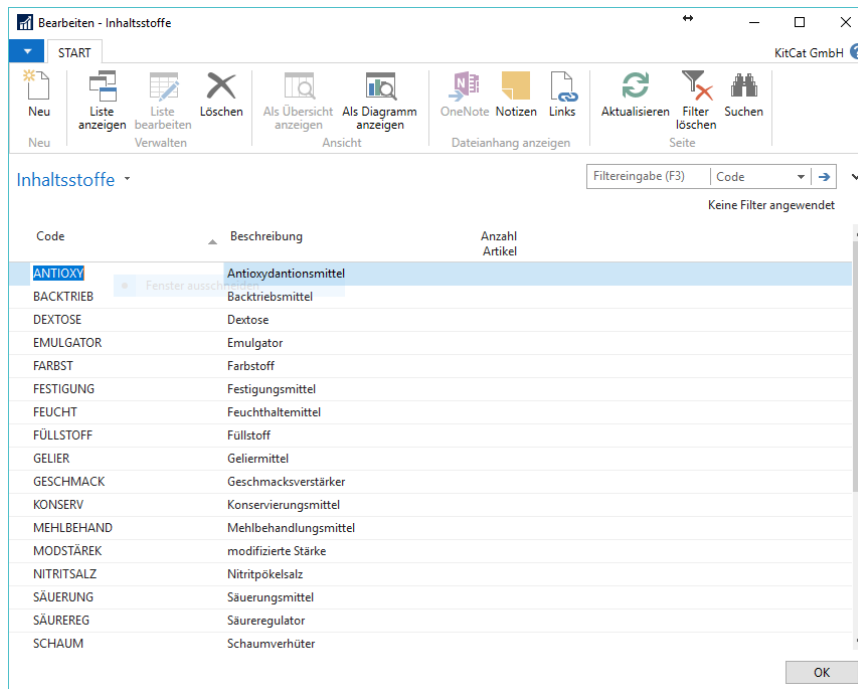 Bearbeiten - Inhaltsstoffe
START
KitCat GmbH
Neu
Liste anzeigen
Liste bearbeiten
Löschen
Als Übersicht anzeigen
Als Diagramm anzeigen
OneNote
Notizen
Links
Aktualisieren
Filter löschen
Suchen
Neu
Verwalten
Ansicht
Dateianhang anzeigen
Seite
Inhaltsstoffe
Filtereingabe (F3)
Code
Keine Filter angewendet
Code
Beschreibung
Anzahl
Artikel
ANTIOXY Antioxydantionsmittel
Fenster ausschneiden
BACKTRIEB Backtriebsmittel
DEXTOSE Dextose
EMULGATOR Emulgator
FARBST Farbstoff
FESTIGUNG Festigungsmittel
FEUCHT Feuchthaltemittel
FÜLLSTOFF Füllstoff
GELIER Geliermittel
GESCHMACK Geschmacksverstärker
KONSERV Konservierungsmittel
MEHLBEHAND Mehlbehandlungsmittel
MODSTÄREK modifizierte Stärke
NITRITSALZ Nitritpökelsalz
SÄUERUNG Säuerungsmittel
SÄUREREG Säureregulator
SCHAUM Schaumverhüter
OK